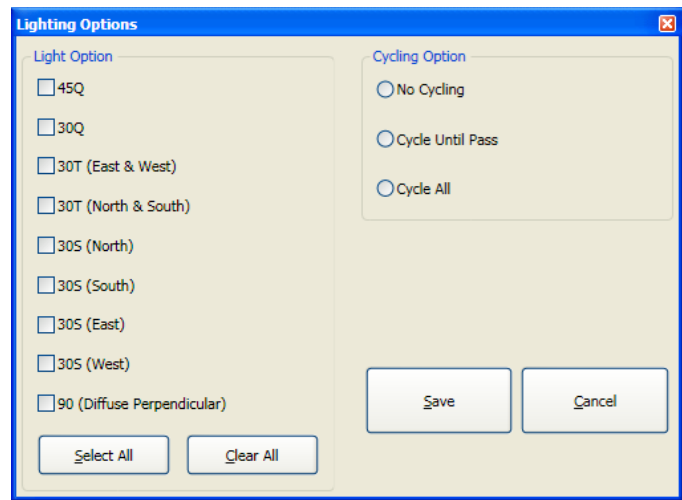 Lighting Options
Light Option
45Q
30Q
30T (East & West)
30T (North & South)
30S (North)
30S (South)
30S (East)
30S (West)
90 (Diffuse Perpendicular)
Select All
Clear All
Cycling Option
No Cycling
Cycle Until Pass
Cycle All
Save
Cancel